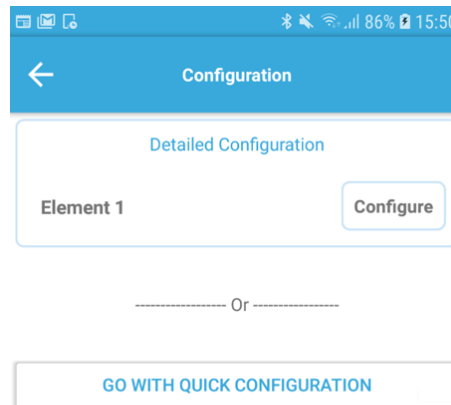 86% 15:50
Configuration
Detailed Configuration
Element 1 Configure
------------------ Or -----------------
GO WITH QUICK CONFIGURATION